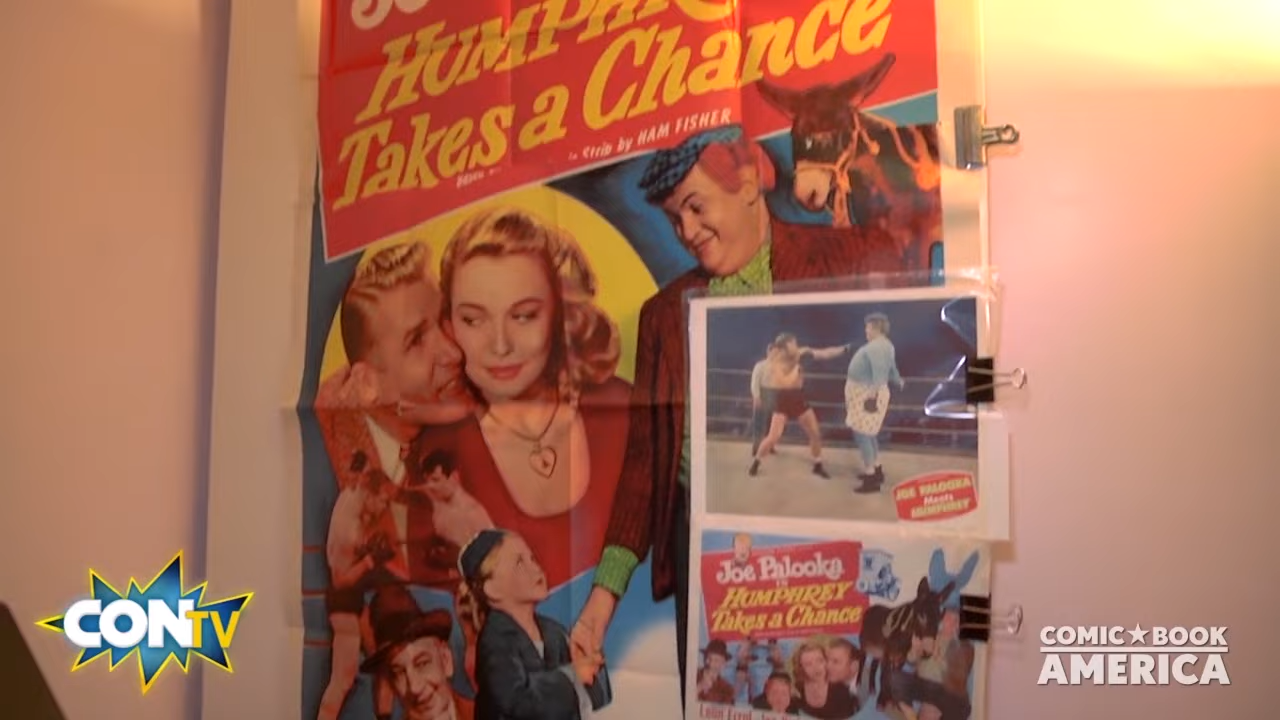 HUMPHREY
Takes a Chance
Strip by HAM FISHER
JOE PALOOKA
Meets
HUMPHREY
Joe Palooka
IN
HUMPHREY
Takes a Chance
CONTV
COMIC★BOOK
AMERICA